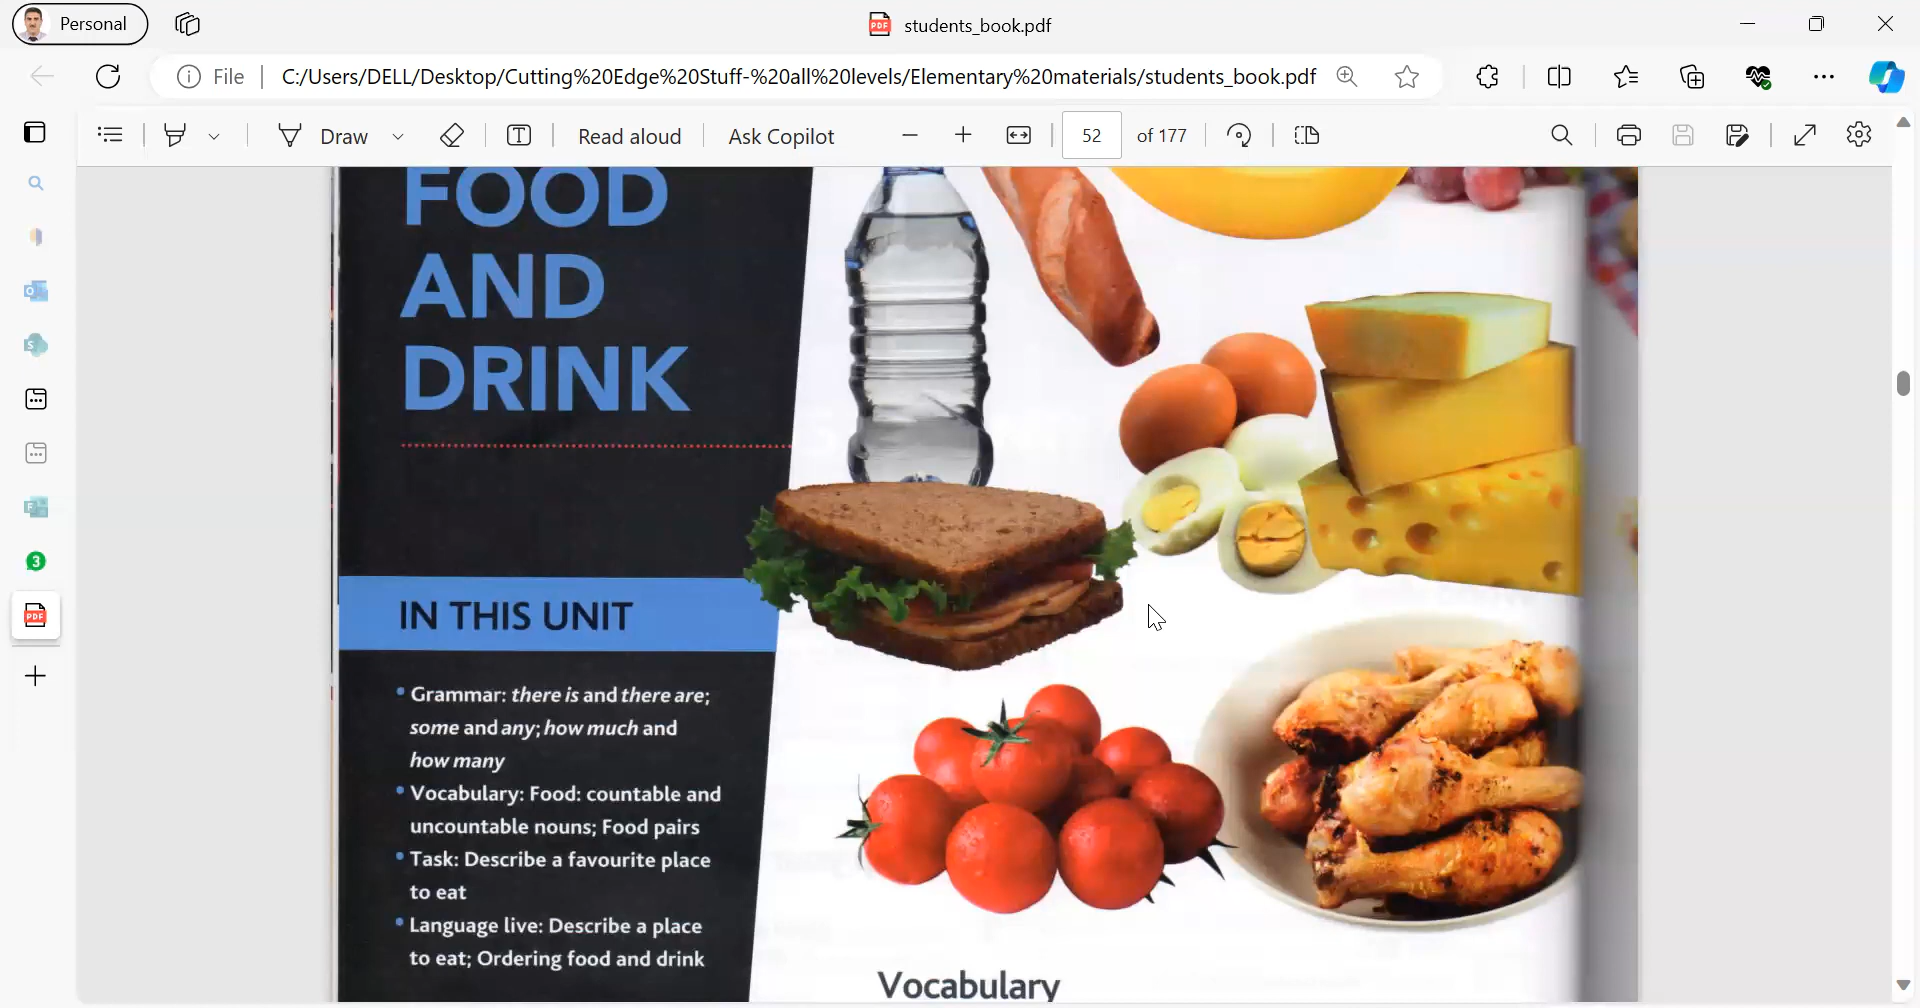 Personal
students_book.pdf
File
C:/Users/DELL/Desktop/Cutting%20Edge%20Stuff-%20all%20levels/Elementary%20materials/students_book.pdf
Draw
Read aloud
Ask Copilot
52
of 177
FOOD
AND
DRINK
IN THIS UNIT
• Grammar: there is and there are;
some and any; how much and
how many
• Vocabulary: Food: countable and
uncountable nouns; Food pairs
• Task: Describe a favourite place
to eat
• Language live: Describe a place
to eat; Ordering food and drink
Vocabulary
3
PDF